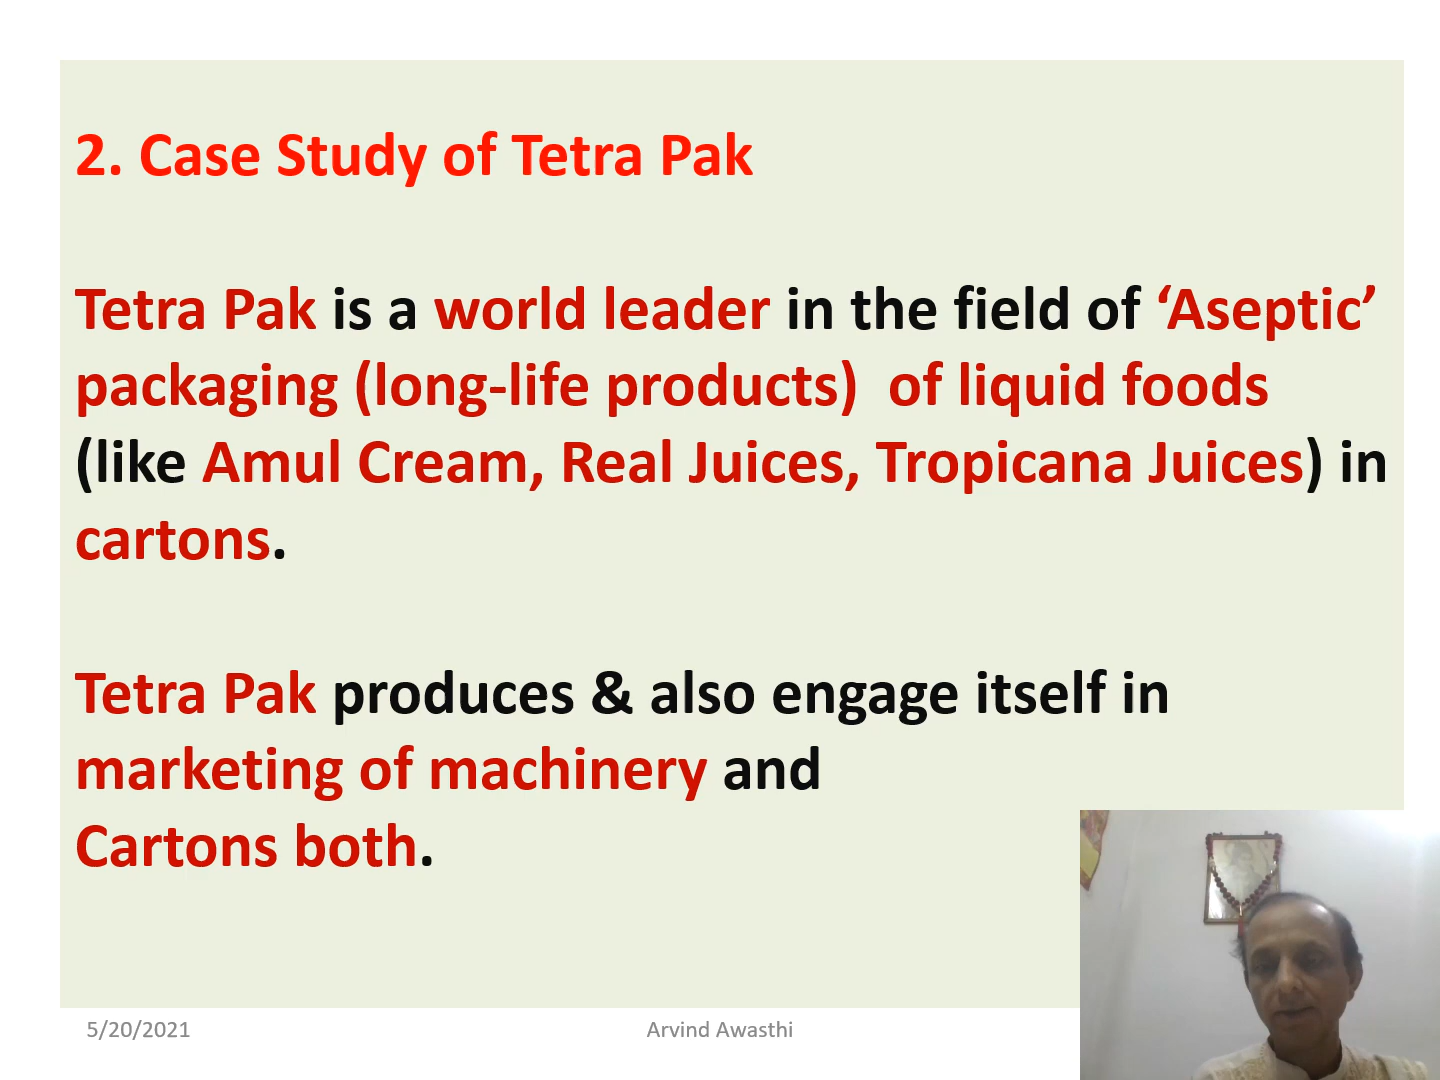 2. Case Study of Tetra Pak
Tetra Pak is a world leader in the field of ‘Aseptic’
packaging (long-life products)  of liquid foods
(like Amul Cream, Real Juices, Tropicana Juices) in
cartons.
Tetra Pak produces & also engage itself in
marketing of machinery and
Cartons both.
5/20/2021
Arvind Awasthi